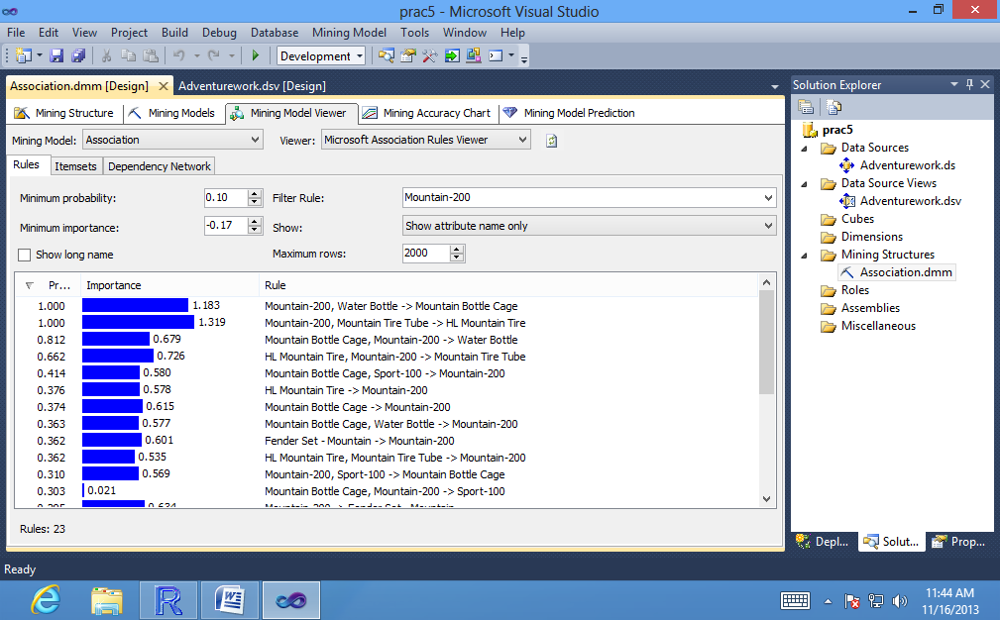 prac5 - Microsoft Visual Studio
File Edit View Project Build Debug Database Mining Model Tools Window Help
Development
Association.dmm [Design] Adventurework.dsv [Design]
Mining Structure Mining Models Mining Model Viewer Mining Accuracy Chart Mining Model Prediction
Mining Model: Association Viewer: Microsoft Association Rules Viewer
Rules Itemsets Dependency Network
Minimum probability: 0.10 Filter Rule: Mountain-200
Minimum importance: -0.17 Show: Show attribute name only
Show long name Maximum rows: 2000
Pr... Importance Rule
1.000 1.183 Mountain-200, Water Bottle -> Mountain Bottle Cage
1.000 1.319 Mountain-200, Mountain Tire Tube -> HL Mountain Tire
0.812 0.679 Mountain Bottle Cage, Mountain-200 -> Water Bottle
0.662 0.726 HL Mountain Tire, Mountain-200 -> Mountain Tire Tube
0.414 0.580 Mountain Bottle Cage, Sport-100 -> Mountain-200
0.376 0.578 HL Mountain Tire -> Mountain-200
0.374 0.615 Mountain Bottle Cage -> Mountain-200
0.363 0.577 Mountain Bottle Cage, Water Bottle -> Mountain-200
0.362 0.601 Fender Set - Mountain -> Mountain-200
0.362 0.535 HL Mountain Tire, Mountain Tire Tube -> Mountain-200
0.310 0.569 Mountain-200, Sport-100 -> Mountain Bottle Cage
0.303 0.021 Mountain Bottle Cage, Mountain-200 -> Sport-100
Mountain-200 -> Fender Set - Mountain
Rules: 23
Solution Explorer
prac5
Data Sources
Adventurework.ds
Data Source Views
Adventurework.dsv
Cubes
Dimensions
Mining Structures
Association.dmm
Roles
Assemblies
Miscellaneous
Depl... Solut... Prop...
Ready
11:44 AM
11/16/2013